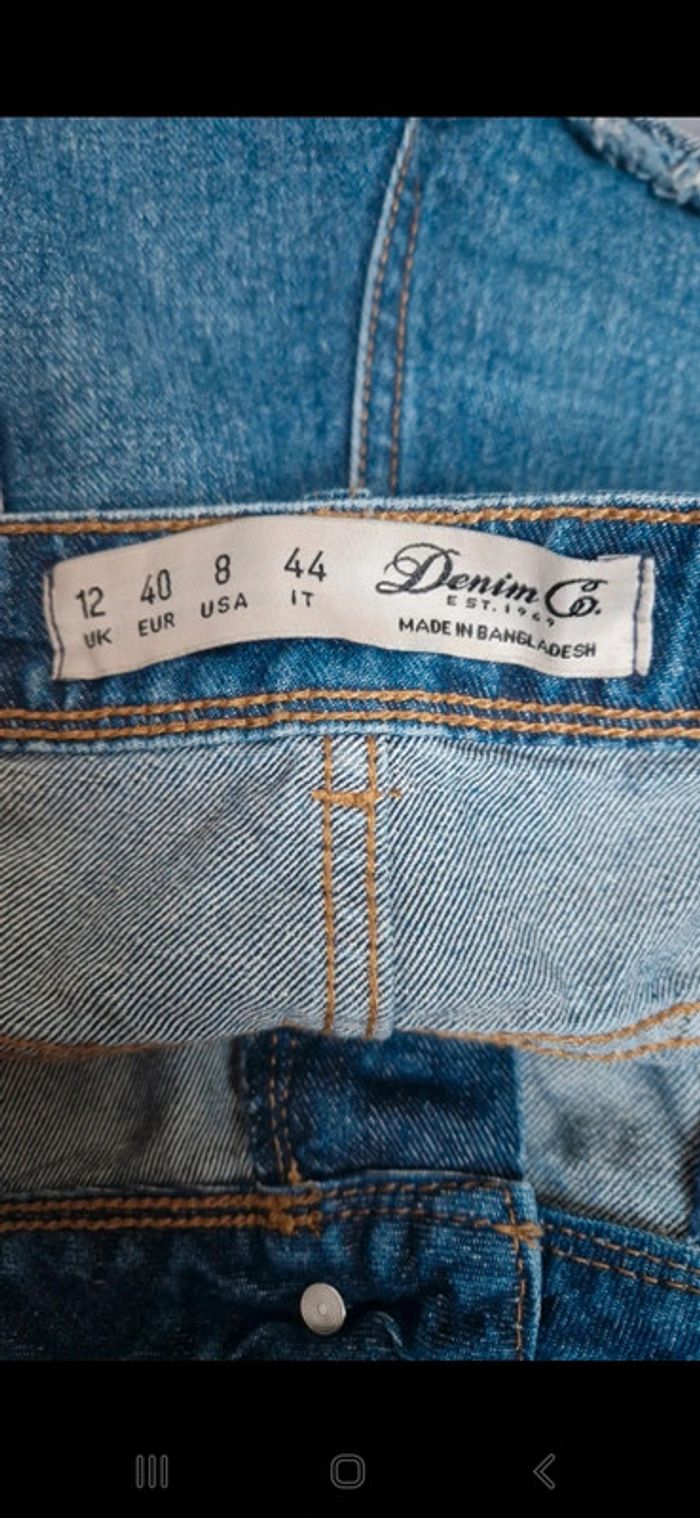 12 40 8 44
UK EUR USA IT
Denim Co.
EST. 1969
MADE IN BANGLADESH